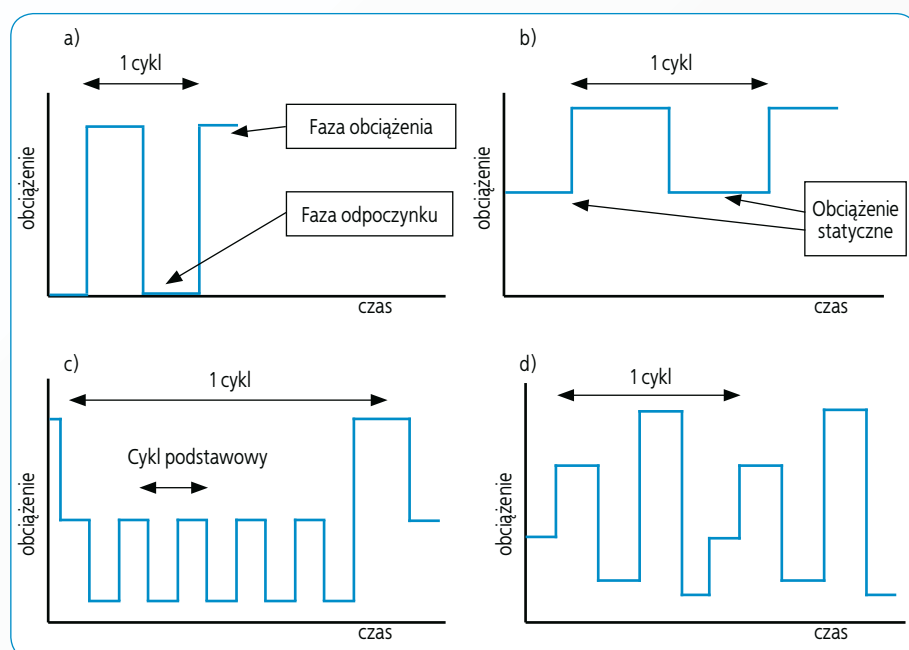 a)
1 cykl
Faza obciążenia
Faza odpoczynku
obciążenie
czas
b)
1 cykl
Obciążenie
statyczne
obciążenie
czas
c)
1 cykl
Cykl podstawowy
obciążenie
czas
d)
1 cykl
obciążenie
czas